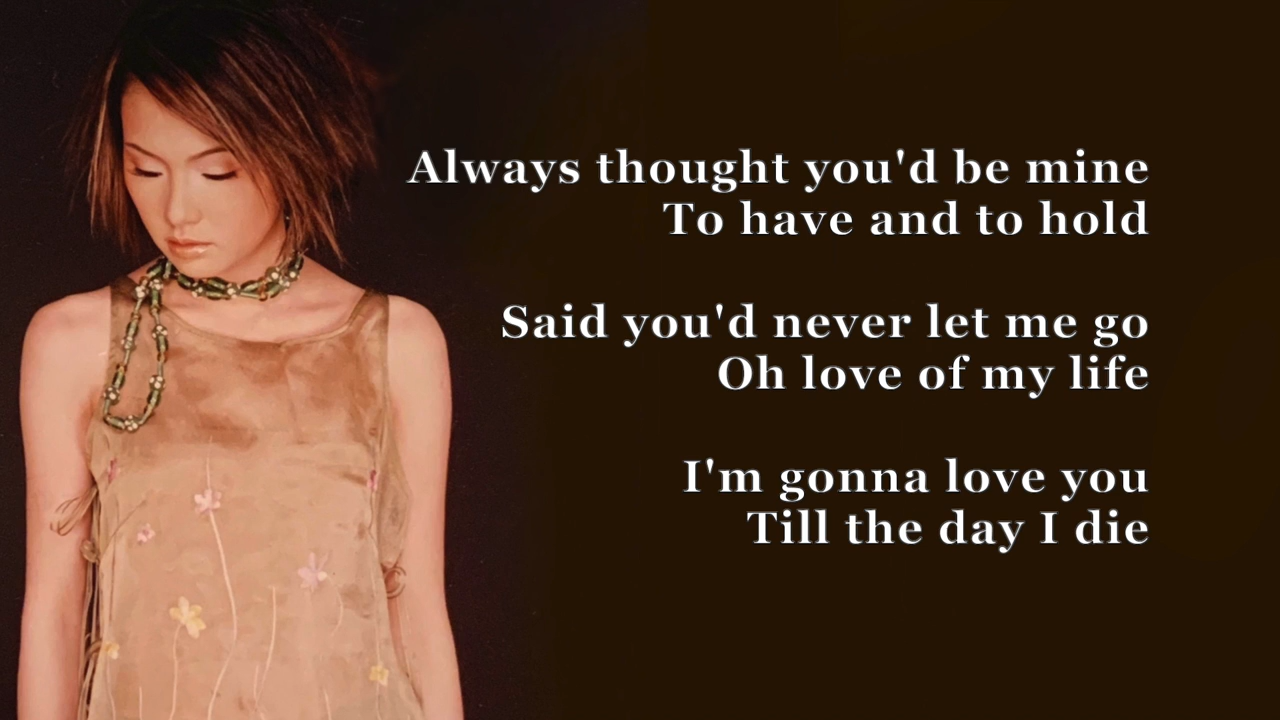 Always thought you'd be mine
To have and to hold
Said you'd never let me go
Oh love of my life
I'm gonna love you
Till the day I die